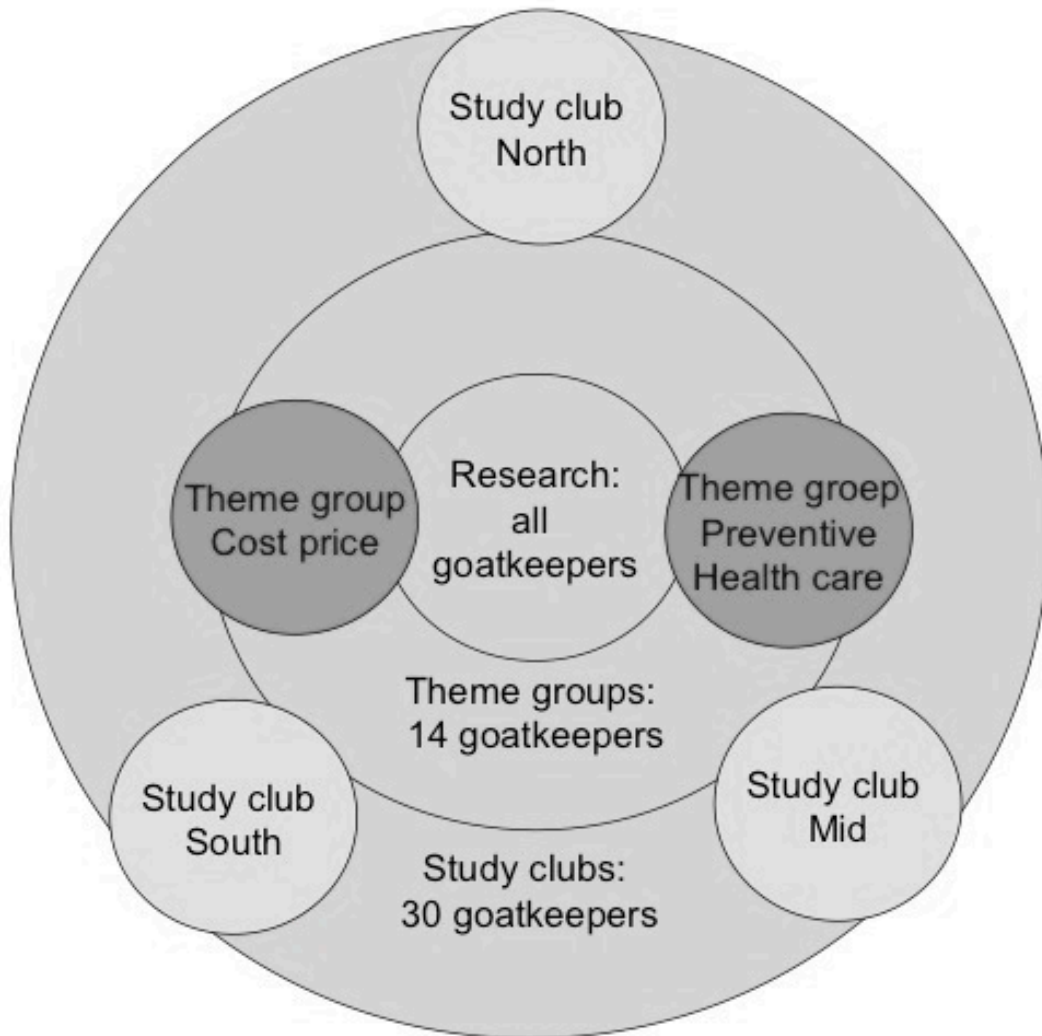 Study club
North
Theme group
Cost price
Research:
all
goatkeepers
Theme groep
Preventive
Health care
Theme groups:
14 goatkeepers
Study club
South
Study club
Mid
Study clubs:
30 goatkeepers